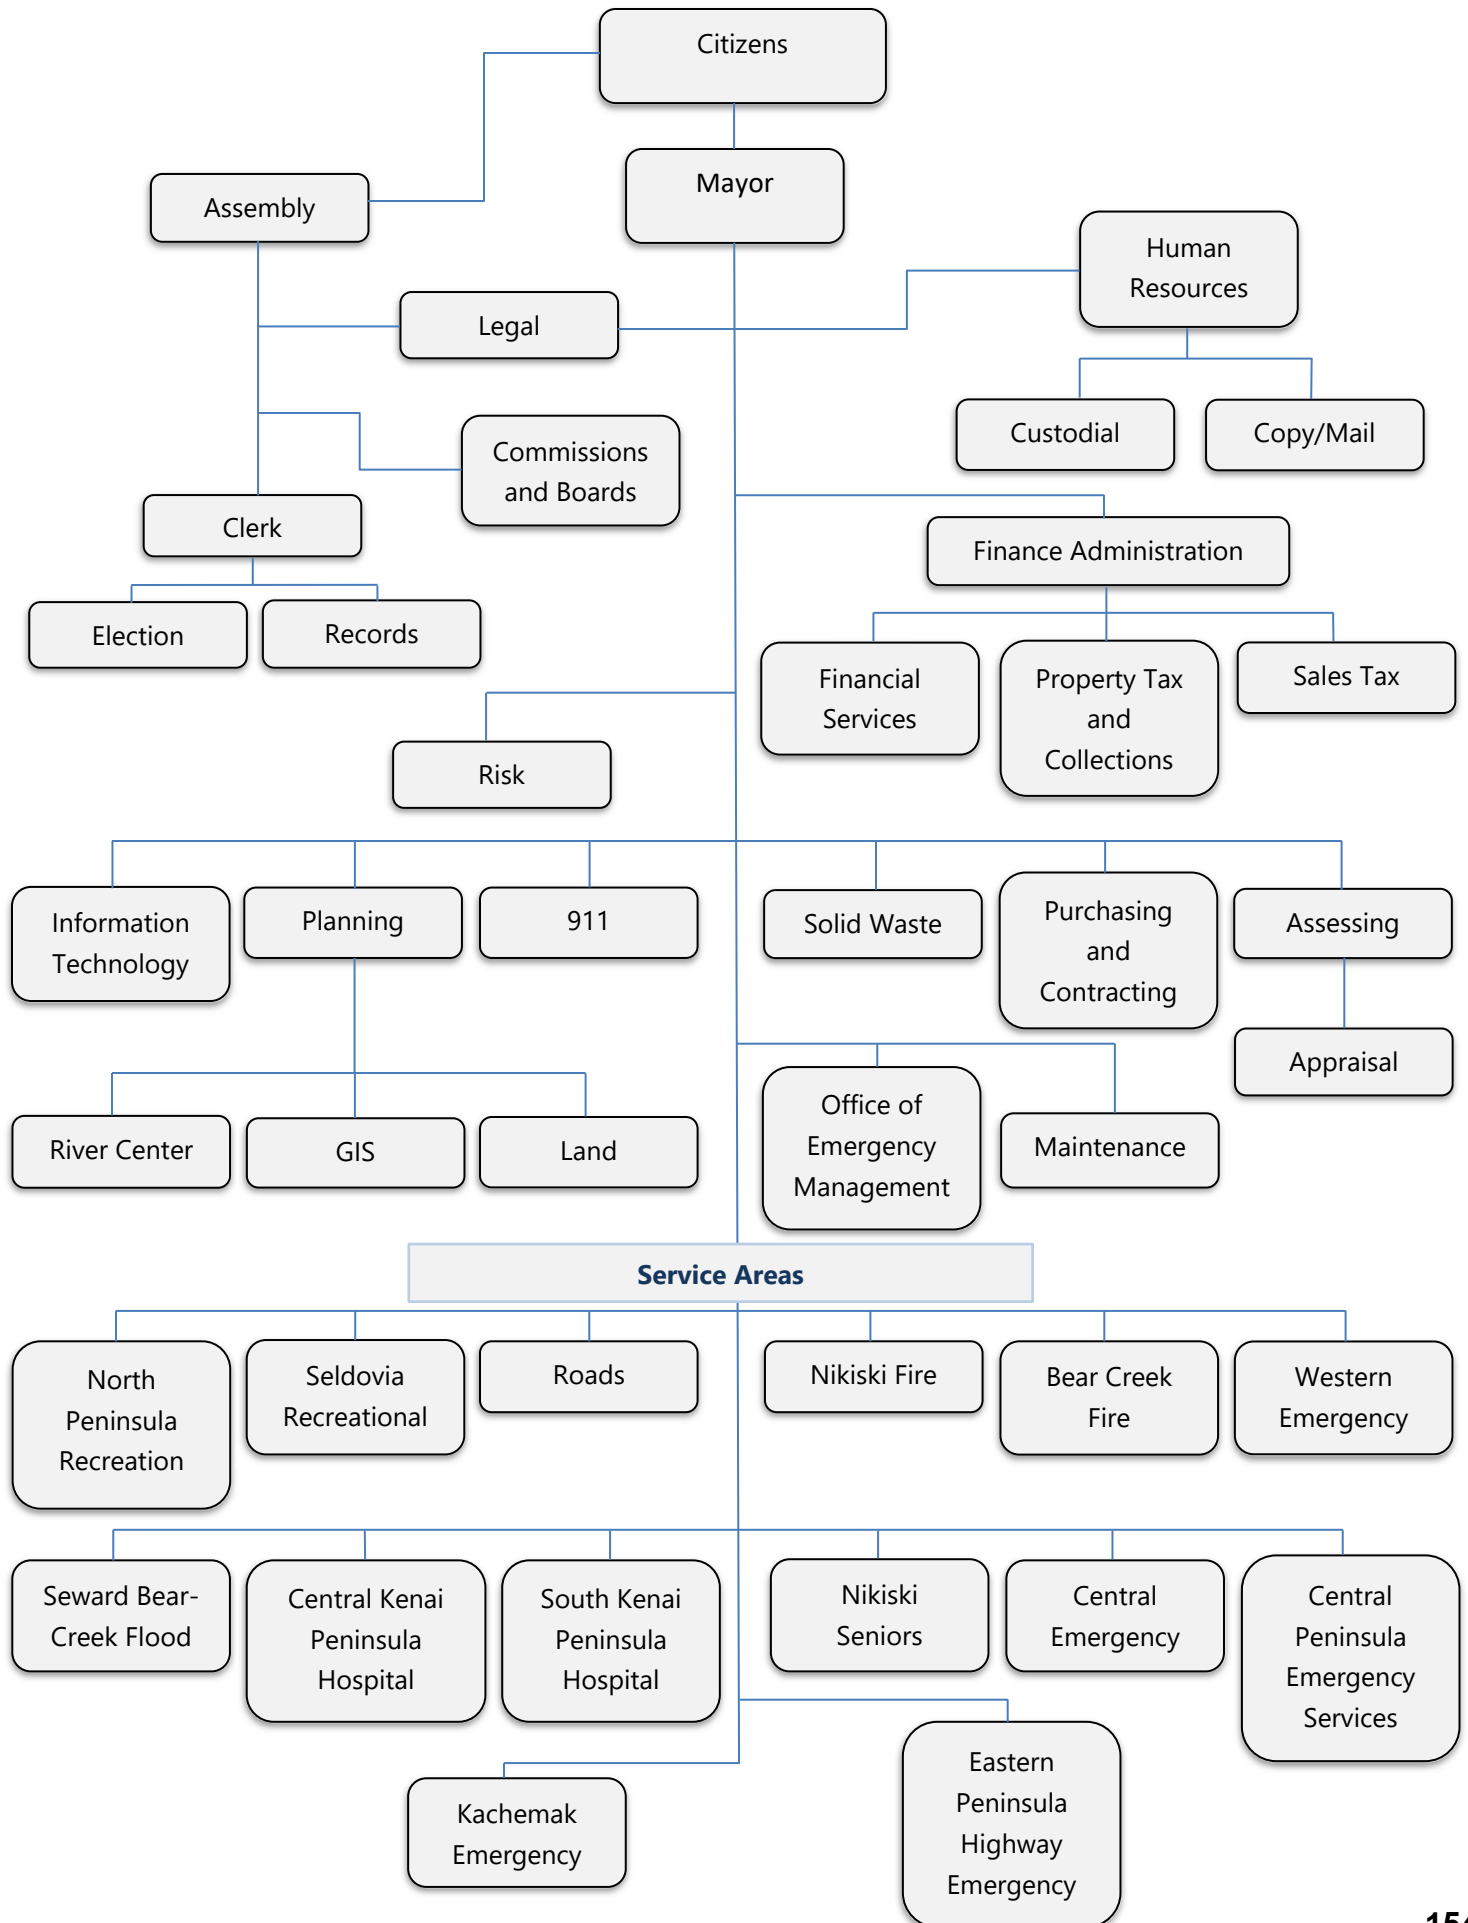 Citizens
Mayor
Assembly
Human
Resources
Legal
Custodial
Copy/Mail
Commissions
and Boards
Clerk
Finance Administration
Election
Records
Financial
Services
Property Tax
and
Collections
Sales Tax
Risk
Information
Technology
Planning
911
Solid Waste
Purchasing
and
Contracting
Assessing
Appraisal
River Center
GIS
Land
Office of
Emergency
Management
Maintenance
Service Areas
North
Peninsula
Recreation
Seldovia
Recreational
Roads
Nikiski Fire
Bear Creek
Fire
Western
Emergency
Seward Bear-
Creek Flood
Central Kenai
Peninsula
Hospital
South Kenai
Peninsula
Hospital
Nikiski
Seniors
Central
Emergency
Central
Peninsula
Emergency
Services
Kachemak
Emergency
Eastern
Peninsula
Highway
Emergency